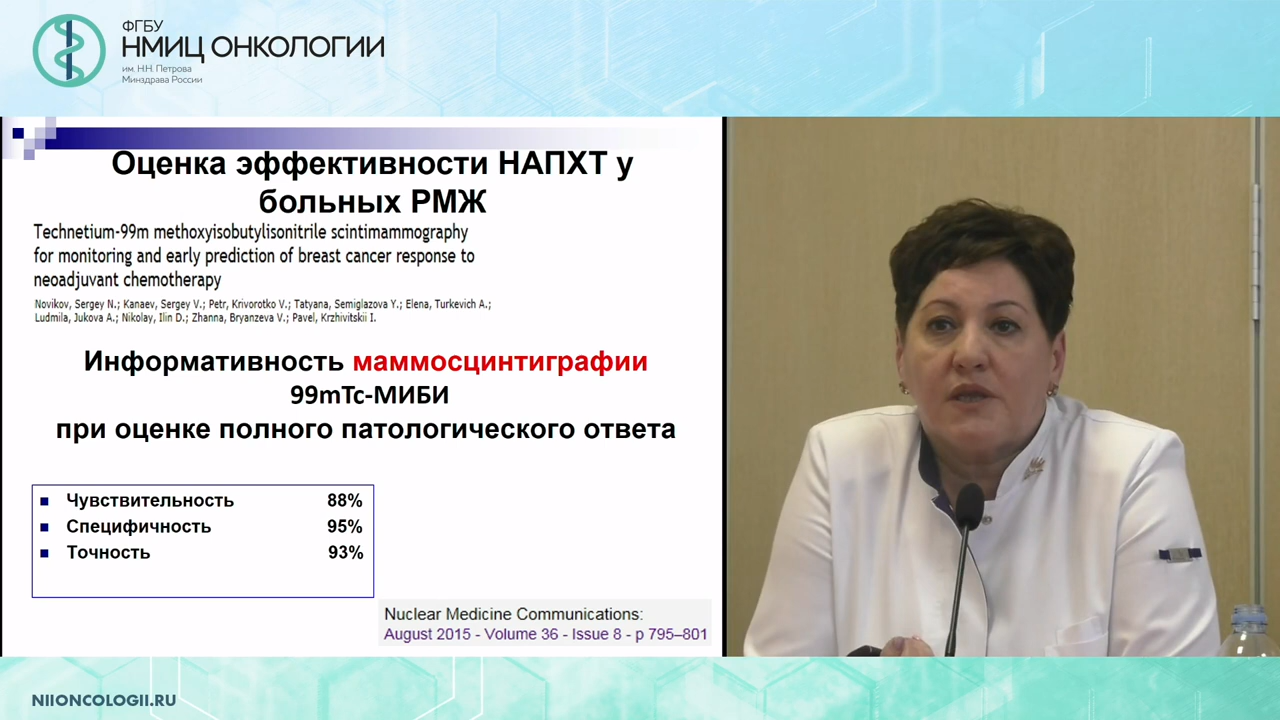 ФГБУ
НМИЦ ОНКОЛОГИИ
им. Н.Н. Петрова
Минздрава России
Оценка эффективности НАПХТ у
больных РМЖ
Technetium-99m methoxyisobutylisonitrile scintimammography
for monitoring and early prediction of breast cancer response to
neoadjuvant chemotherapy
Novikov, Sergey N.; Kanaev, Sergey V.; Petr, Krivorotko V.; Tatyana, Semiglazova Y.; Elena, Turkevich A.;
Ludmila, Jukova A.; Nikolay, Ilin D.; Zhanna, Bryanzeva V.; Pavel, Krzhivitskii I.
Информативность маммосцинтиграфии
99mTc-МИБИ
при оценке полного патологического ответа
Чувствительность 88%
Специфичность 95%
Точность 93%
Nuclear Medicine Communications:
August 2015 - Volume 36 - Issue 8 - p 795–801
NIIONCOLOGII.RU